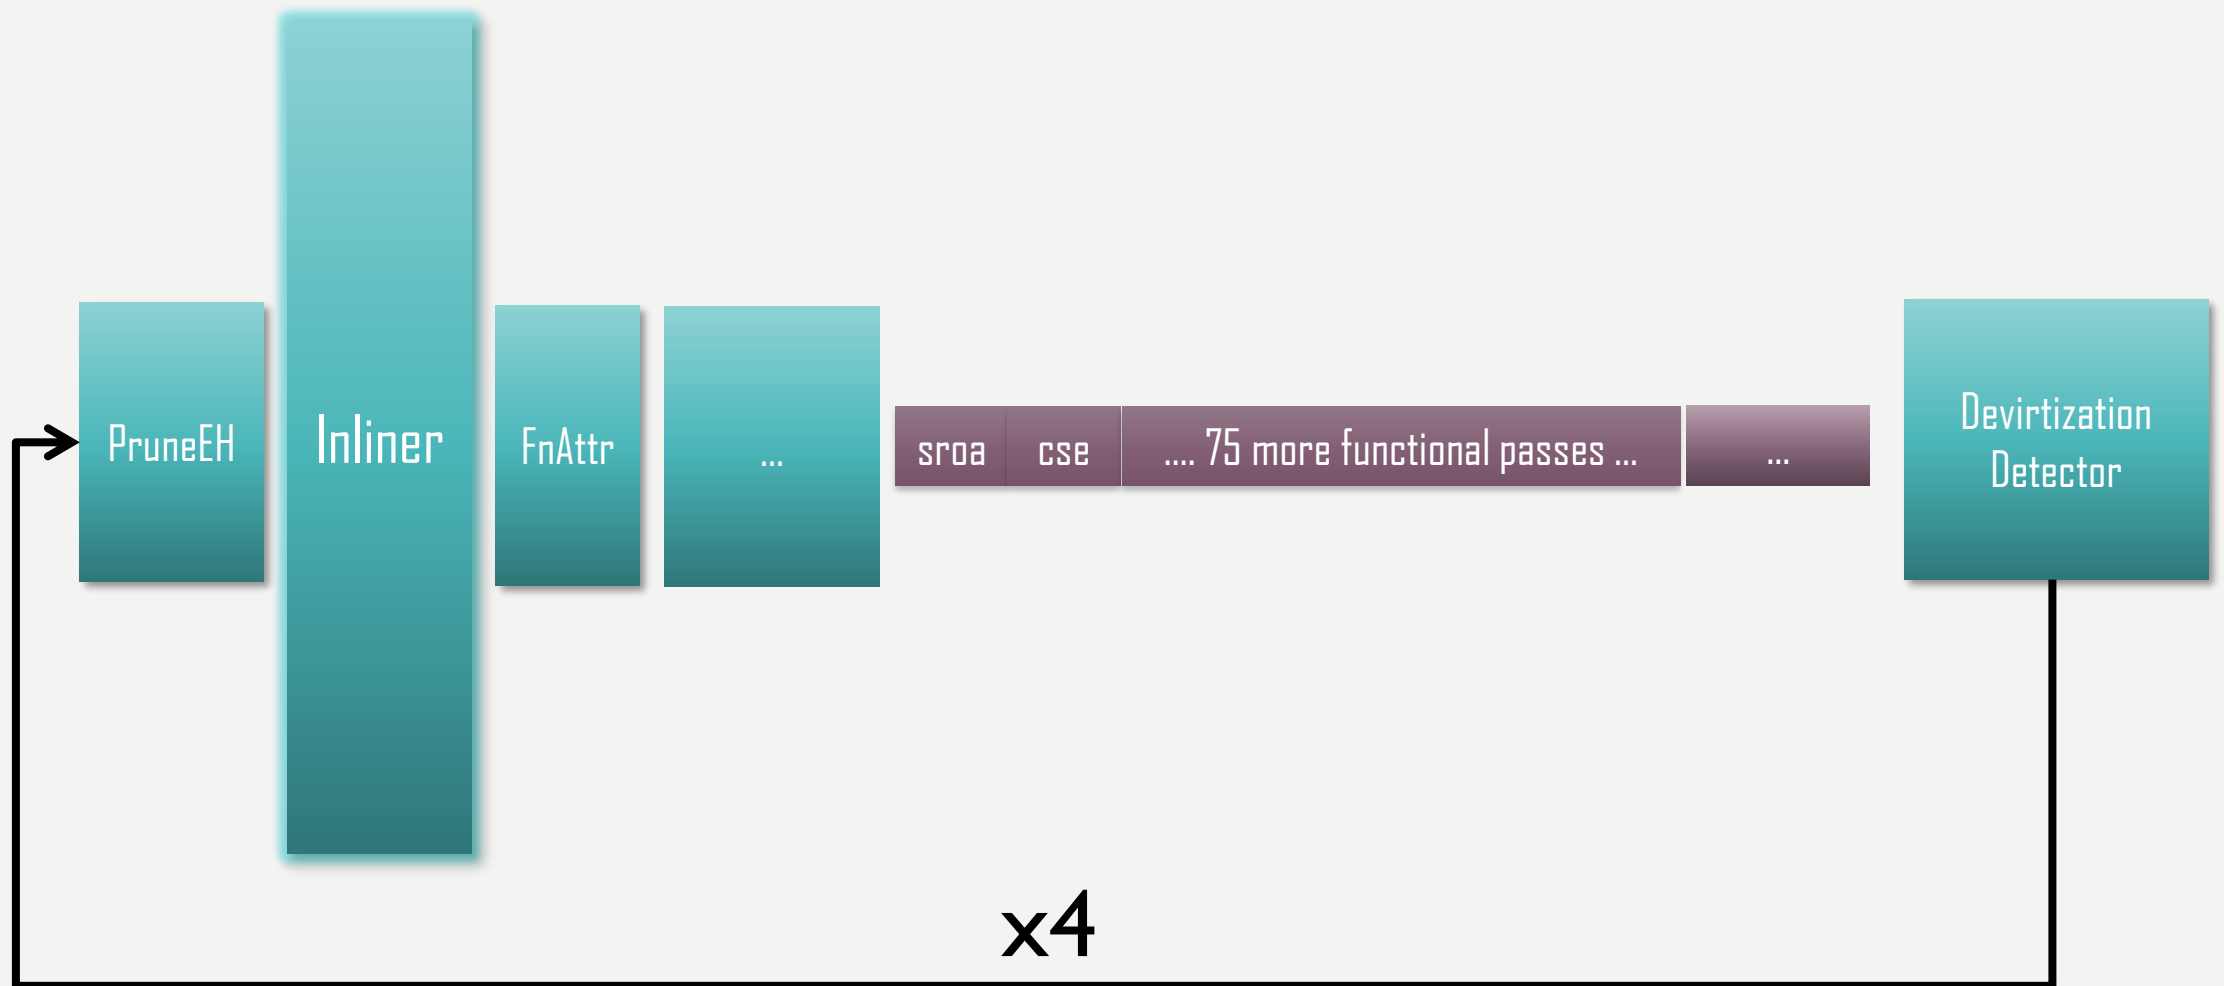 PruneEH
Inliner
FnAttr
...
sroa
cse
.... 75 more functional passes ...
...
Devirtization
Detector
x4